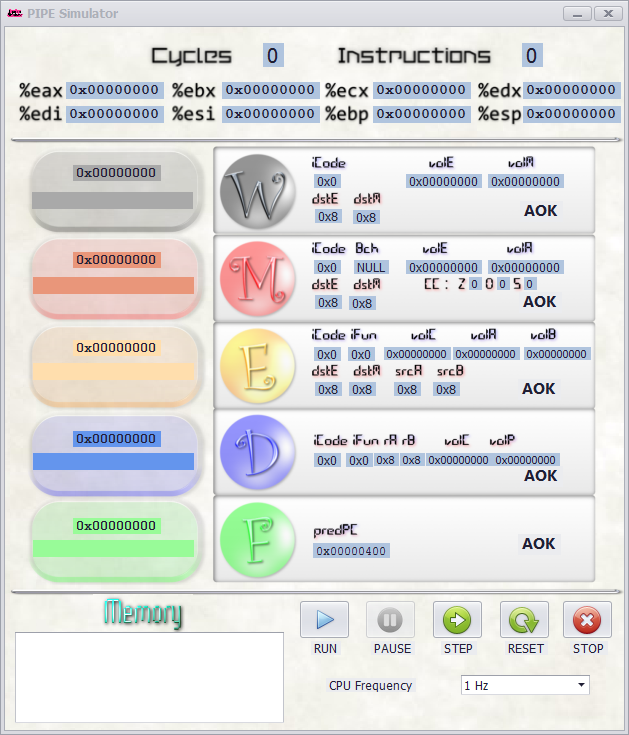 PIPE Simulator
Cycles 0 Instructions 0
%eax 0x00000000 %ebx 0x00000000 %ecx 0x00000000 %edx 0x00000000
%edi 0x00000000 %esi 0x00000000 %ebp 0x00000000 %esp 0x00000000
0x00000000
W
iCode valE valM
0x0 0x00000000 0x00000000
dstE dstM
0x8 0x8 AOK
0x00000000
M
iCode Bch valE valA
0x0 NULL 0x00000000 0x00000000
dstE dstM CC: Z 0 O 0 S 0
0x8 0x8 AOK
0x00000000
E
iCode iFun valC valA valB
0x0 0x0 0x00000000 0x00000000 0x00000000
dstE dstM srcA srcB
0x8 0x8 0x8 0x8 AOK
0x00000000
D
iCode iFun rA rB valC valP
0x0 0x0 0x8 0x8 0x00000000 0x00000000
AOK
0x00000000
F
predPC
0x00000400 AOK
Memory
RUN PAUSE STEP RESET STOP
CPU Frequency 1 Hz